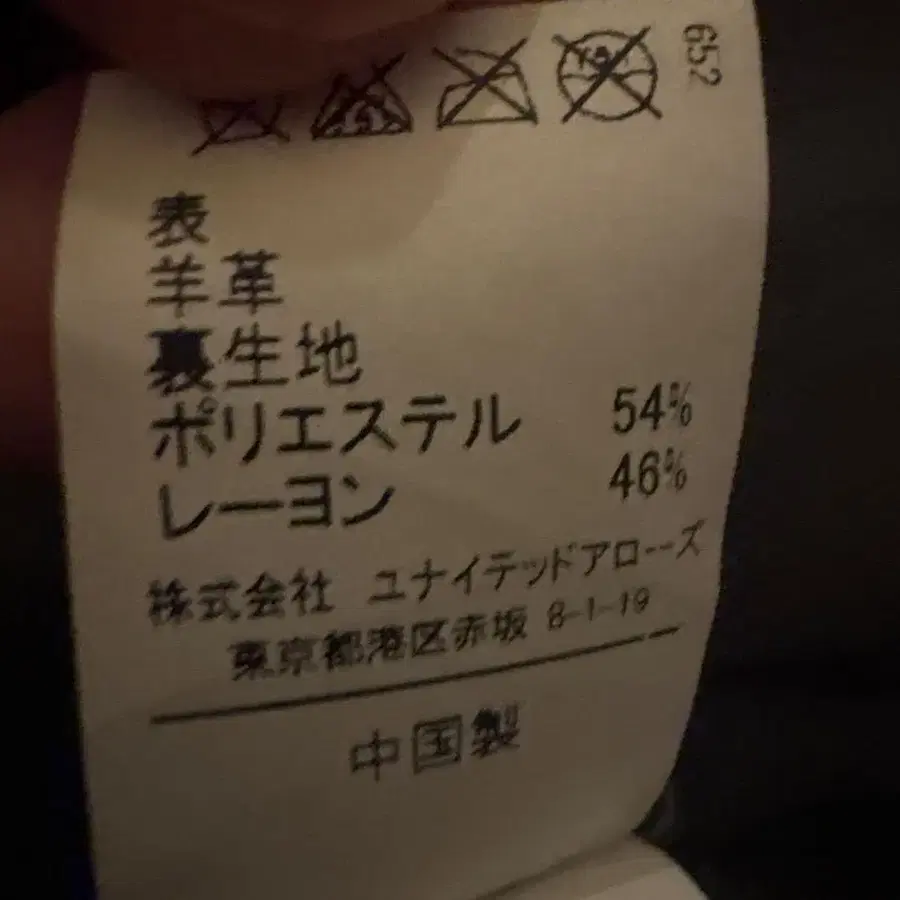 652
表
羊革
裏生地
ポリエステル 54%
レーヨン 46%
株式会社 ユナイテッドアローズ
東京都港区赤坂 8-1-19
中国製